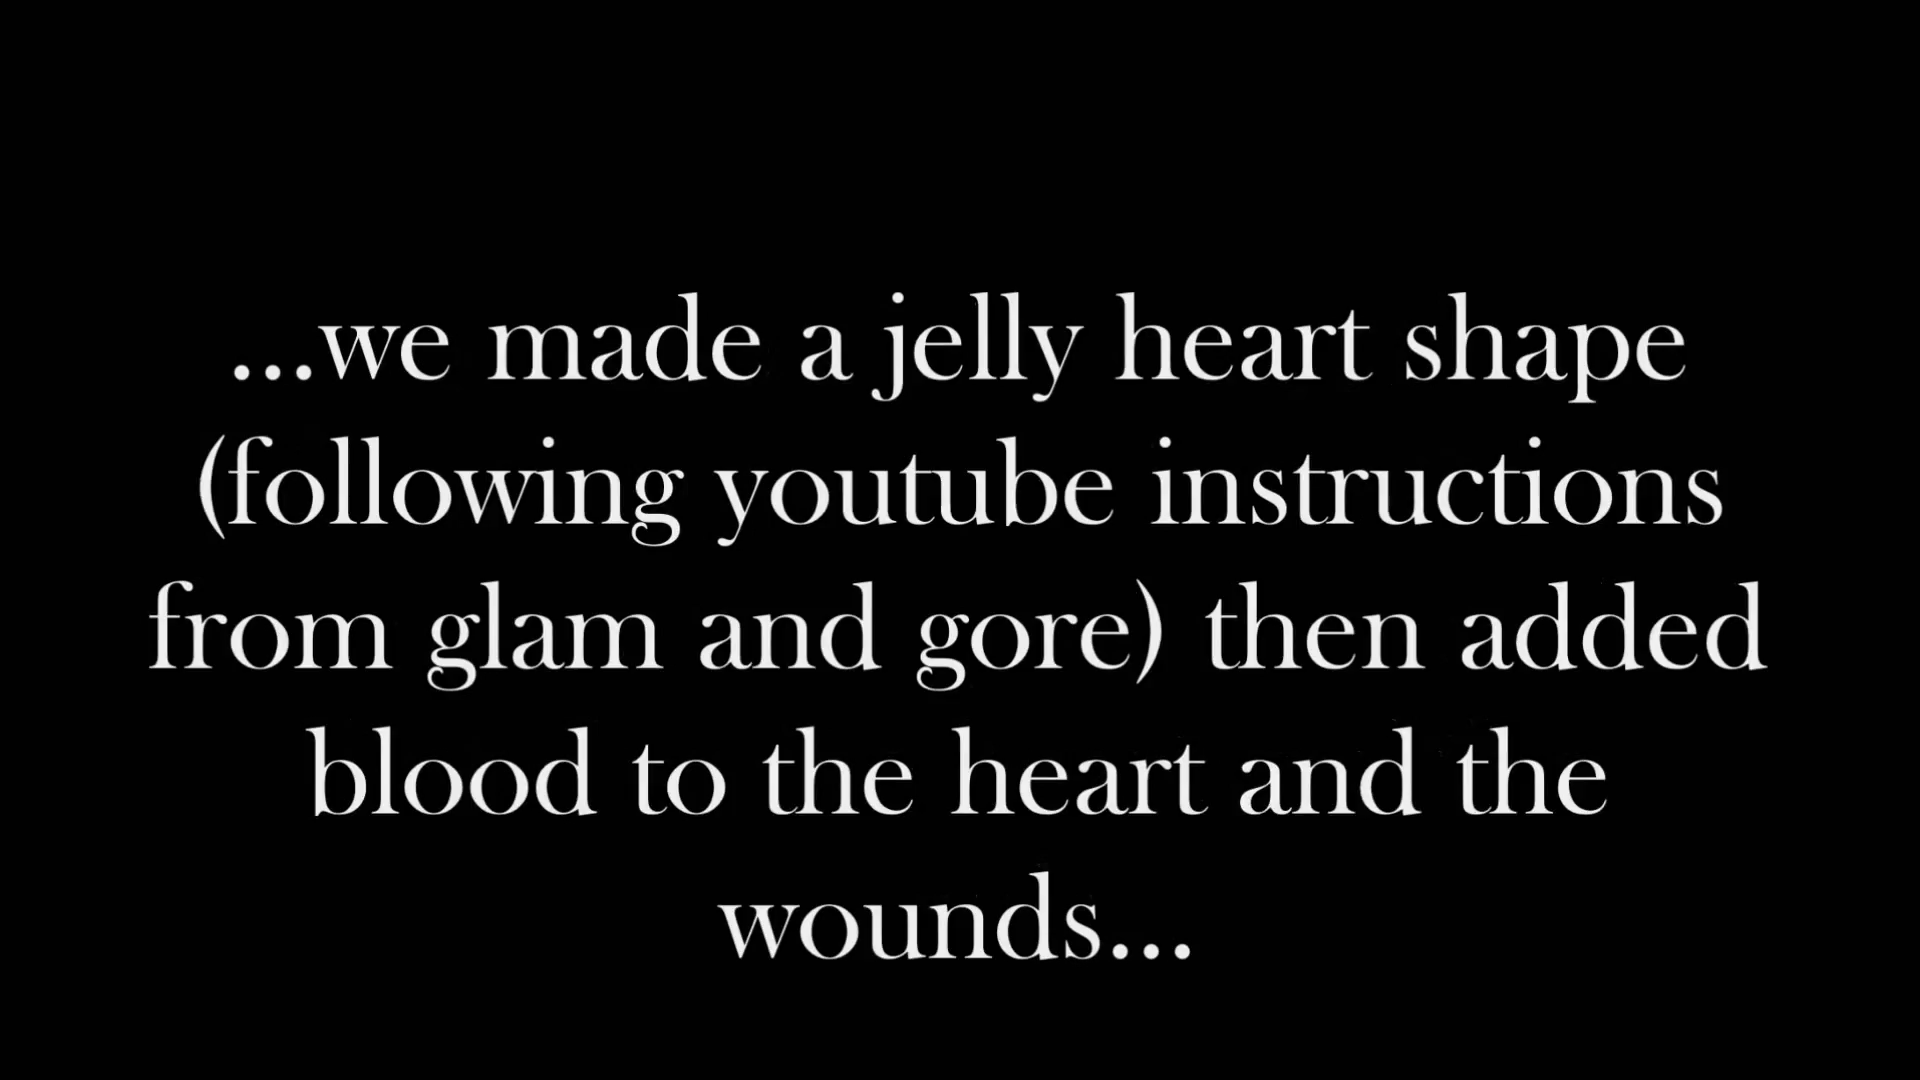 ...we made a jelly heart shape
(following youtube instructions
from glam and gore) then added
blood to the heart and the
wounds...